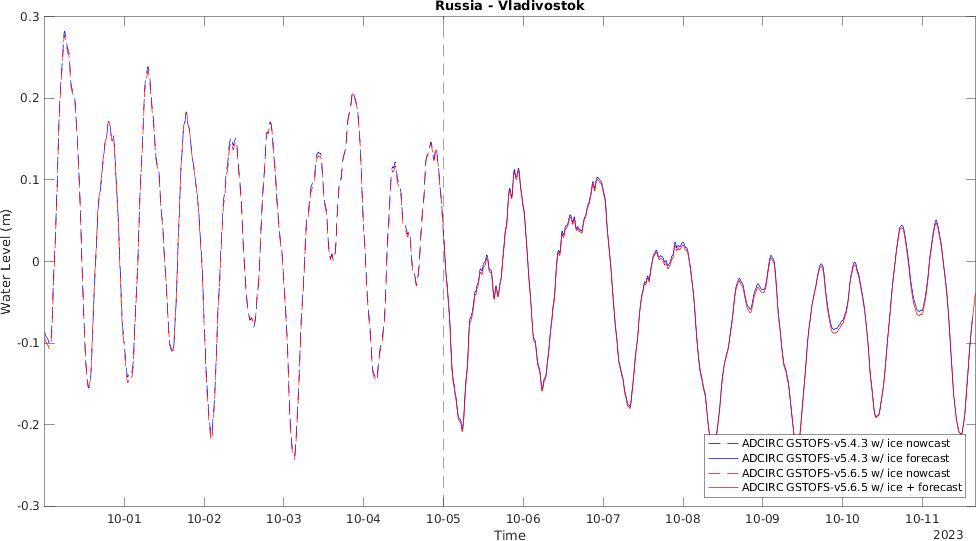 Russia - Vladivostok
Water Level (m)
0.3
0.2
0.1
0
-0.1
-0.2
-0.3
10-01
10-02
10-03
10-04
10-05
10-06
10-07
10-08
10-09
10-10
10-11
2023
Time
ADCIRC GSTOFS-v5.4.3 w/ ice nowcast
ADCIRC GSTOFS-v5.4.3 w/ ice forecast
ADCIRC GSTOFS-v5.6.5 w/ ice nowcast
ADCIRC GSTOFS-v5.6.5 w/ ice + forecast